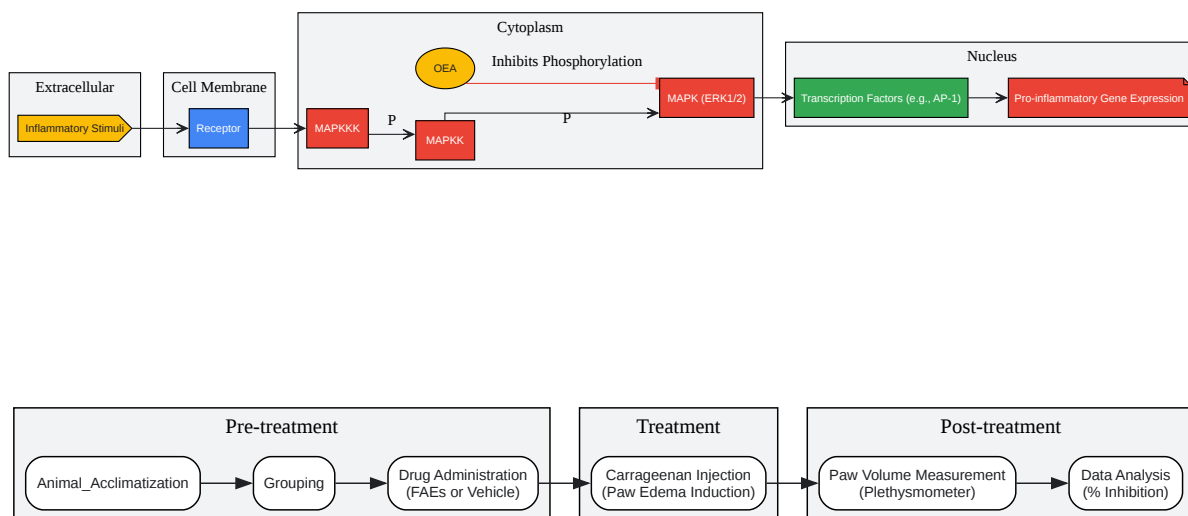 Extracellular
Inflammatory Stimuli
Cell Membrane
Receptor
Cytoplasm
OEA
Inhibits Phosphorylation
MAPKKK
P
MAPKK
P
MAPK (ERK1/2)
Nucleus
Transcription Factors (e.g., AP-1)
Pro-inflammatory Gene Expression
Pre-treatment
Animal_Acclimatization
Grouping
Drug Administration
(FAEs or Vehicle)
Treatment
Carrageenan Injection
(Paw Edema Induction)
Post-treatment
Paw Volume Measurement
(Plethysmometer)
Data Analysis
(% Inhibition)